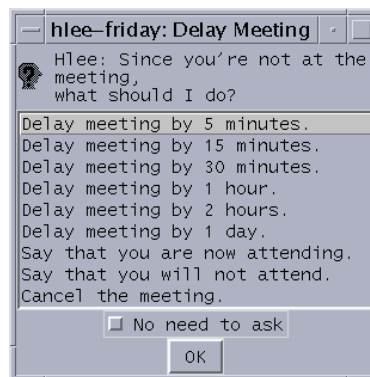 hlee-friday: Delay Meeting
Hlee: Since you're not at the
meeting,
what should I do?
Delay meeting by 5 minutes.
Delay meeting by 15 minutes.
Delay meeting by 30 minutes.
Delay meeting by 1 hour.
Delay meeting by 2 hours.
Delay meeting by 1 day.
Say that you are now attending.
Say that you will not attend.
Cancel the meeting.
No need to ask
OK